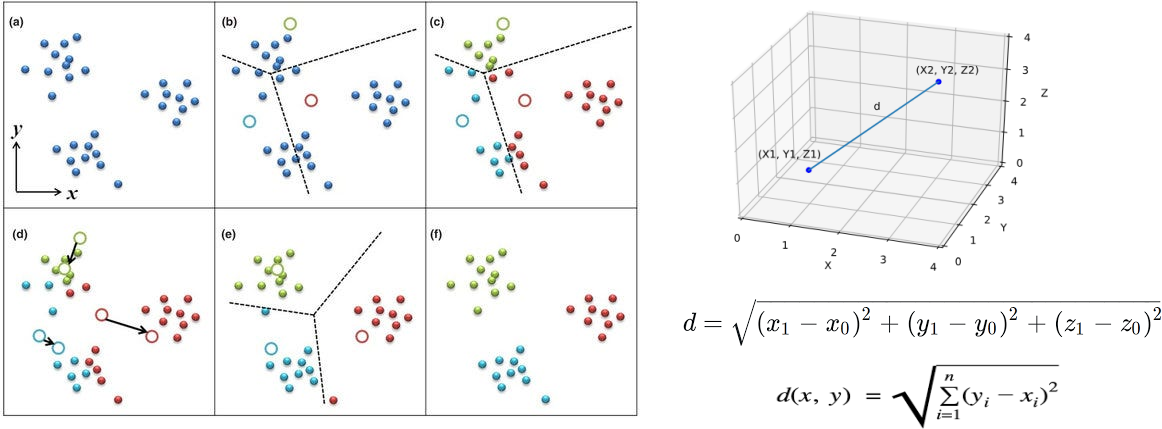 (a)
(b)
(c)
y
x
(d)
(e)
(f)
(X2, Y2, Z2)
d
(X1, Y1, Z1)
4
3
2
1
0
Z
4
3
2
1
0
Y
0
1
2
3
4
X
d = √(x₁ − x₀)² + (y₁ − y₀)² + (z₁ − z₀)²
d(x, y) = √ n ∑ i=1 (yᵢ − xᵢ)²